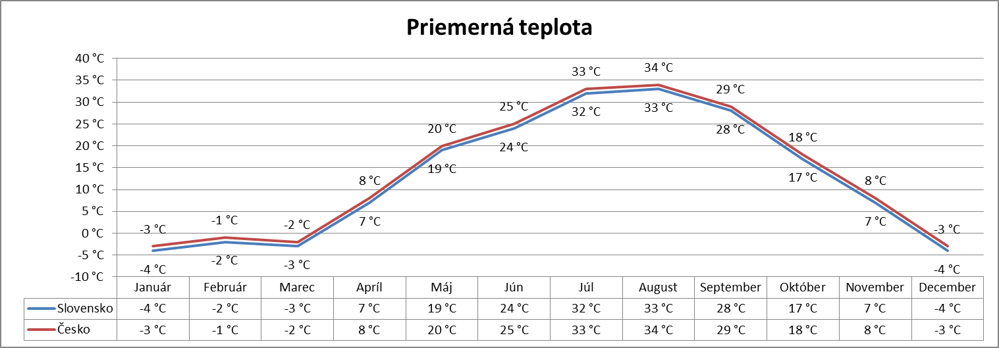 Priemerná teplota
40 °C
35 °C
30 °C
25 °C
20 °C
15 °C
10 °C
5 °C
0 °C
-5 °C
-10 °C
-3 °C -1 °C -2 °C 8 °C 20 °C 25 °C 33 °C 34 °C 29 °C 18 °C 8 °C -3 °C
-4 °C -2 °C -3 °C 7 °C 19 °C 24 °C 32 °C 33 °C 28 °C 17 °C 7 °C -4 °C
Január Február Marec Apríl Máj Jún Júl August September Október November December
Slovensko -4 °C -2 °C -3 °C 7 °C 19 °C 24 °C 32 °C 33 °C 28 °C 17 °C 7 °C -4 °C
Česko -3 °C -1 °C -2 °C 8 °C 20 °C 25 °C 33 °C 34 °C 29 °C 18 °C 8 °C -3 °C